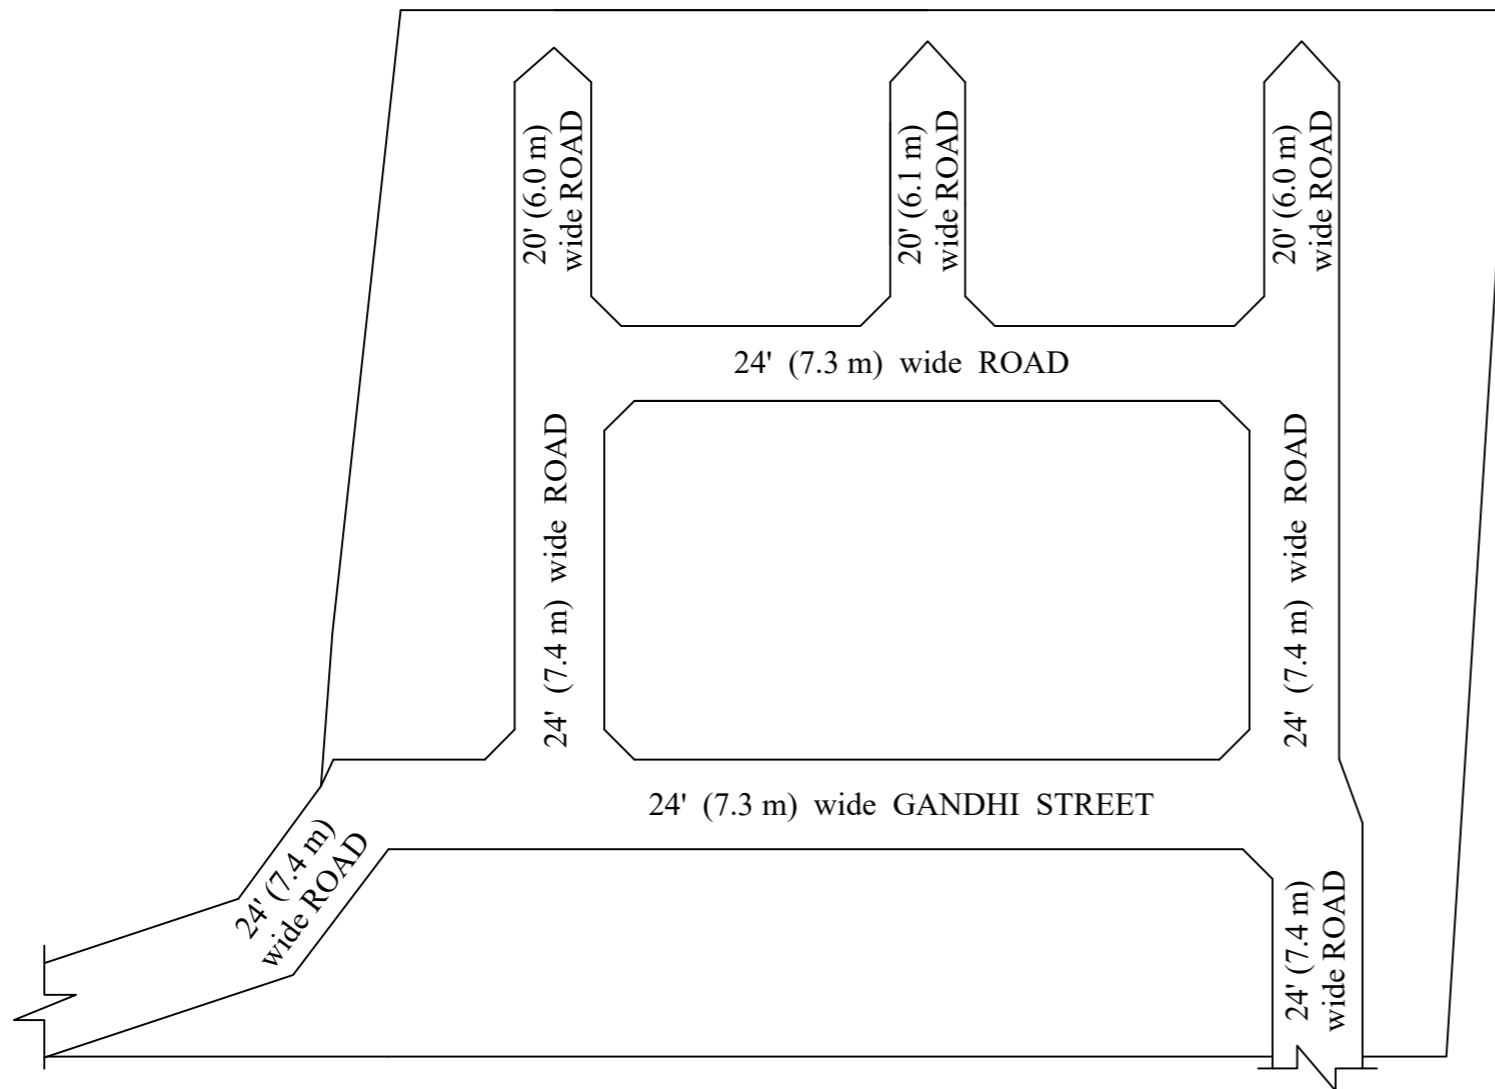 20' (6.0 m)
wide ROAD
20' (6.1 m)
wide ROAD
20' (6.0 m)
wide ROAD
24' (7.3 m) wide ROAD
24' (7.4 m) wide ROAD
24' (7.4 m) wide ROAD
24' (7.3 m) wide GANDHI STREET
24' (7.4 m)
wide ROAD
24' (7.4 m)
wide ROAD